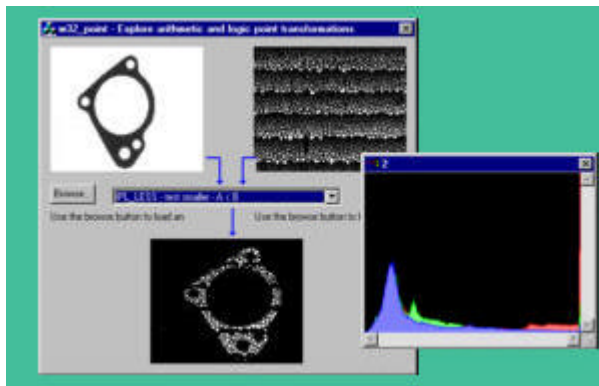 w32_point - Explore arithmetic and logic point transformations
2
Browse...
IPL_LESS - test smaller - A < B
Use the browse button to load an
Use the browse button to l